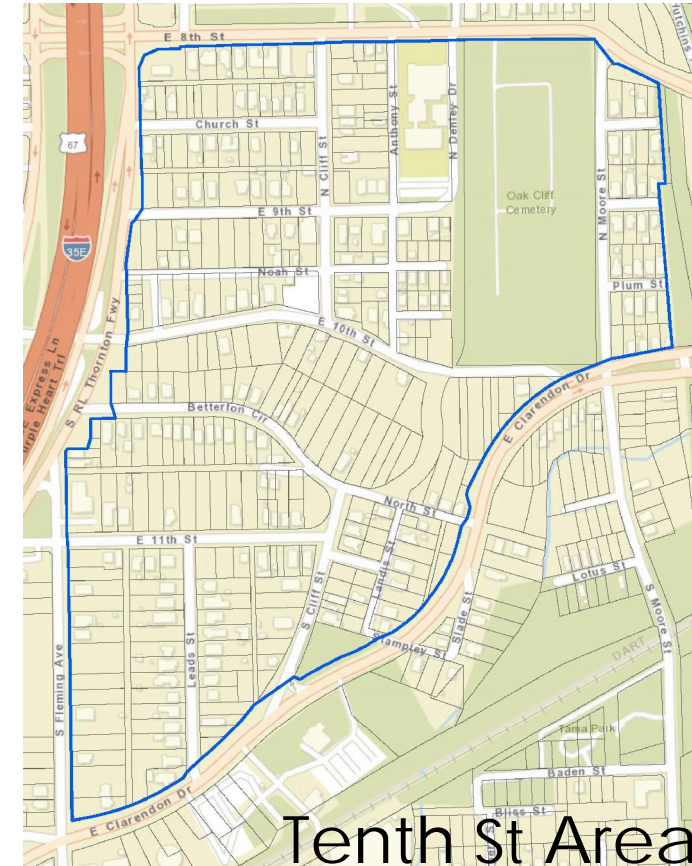 E 8th St
Hutchins
Church St
Anthony St
N Denley Dr
N Cliff St
67
Oak Cliff
Cemetery
N Moore St
E 9th St
35E
Noah St
Plum St
S RL Thornton Fwy
E 10th St
E Express Ln
urple Heart Trl
E Clarendon Dr
Betterton Cir
North St
E 11th St
Landis St
S Cliff St
Lotus St
Slade St
S Moore St
Leads St
Stampley St
DART
S Fleming Ave
Tama Park
Baden St
E Clarendon Dr
Bliss St
Tenth St Area